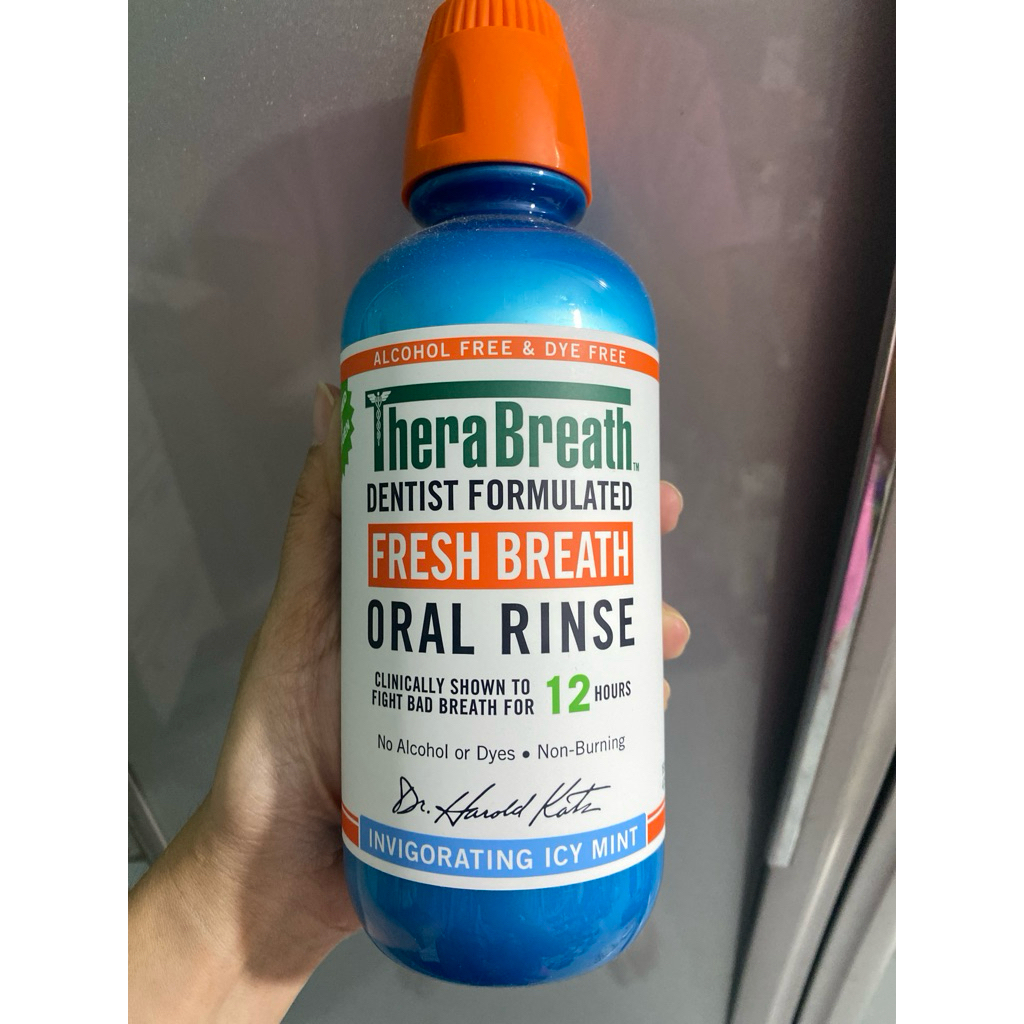 ALCOHOL FREE & DYE FREE
TheraBreath™
DENTIST FORMULATED
FRESH BREATH
ORAL RINSE
CLINICALLY SHOWN TO
FIGHT BAD BREATH FOR 12 HOURS
No Alcohol or Dyes • Non-Burning
Dr. Harold Katz
INVIGORATING ICY MINT